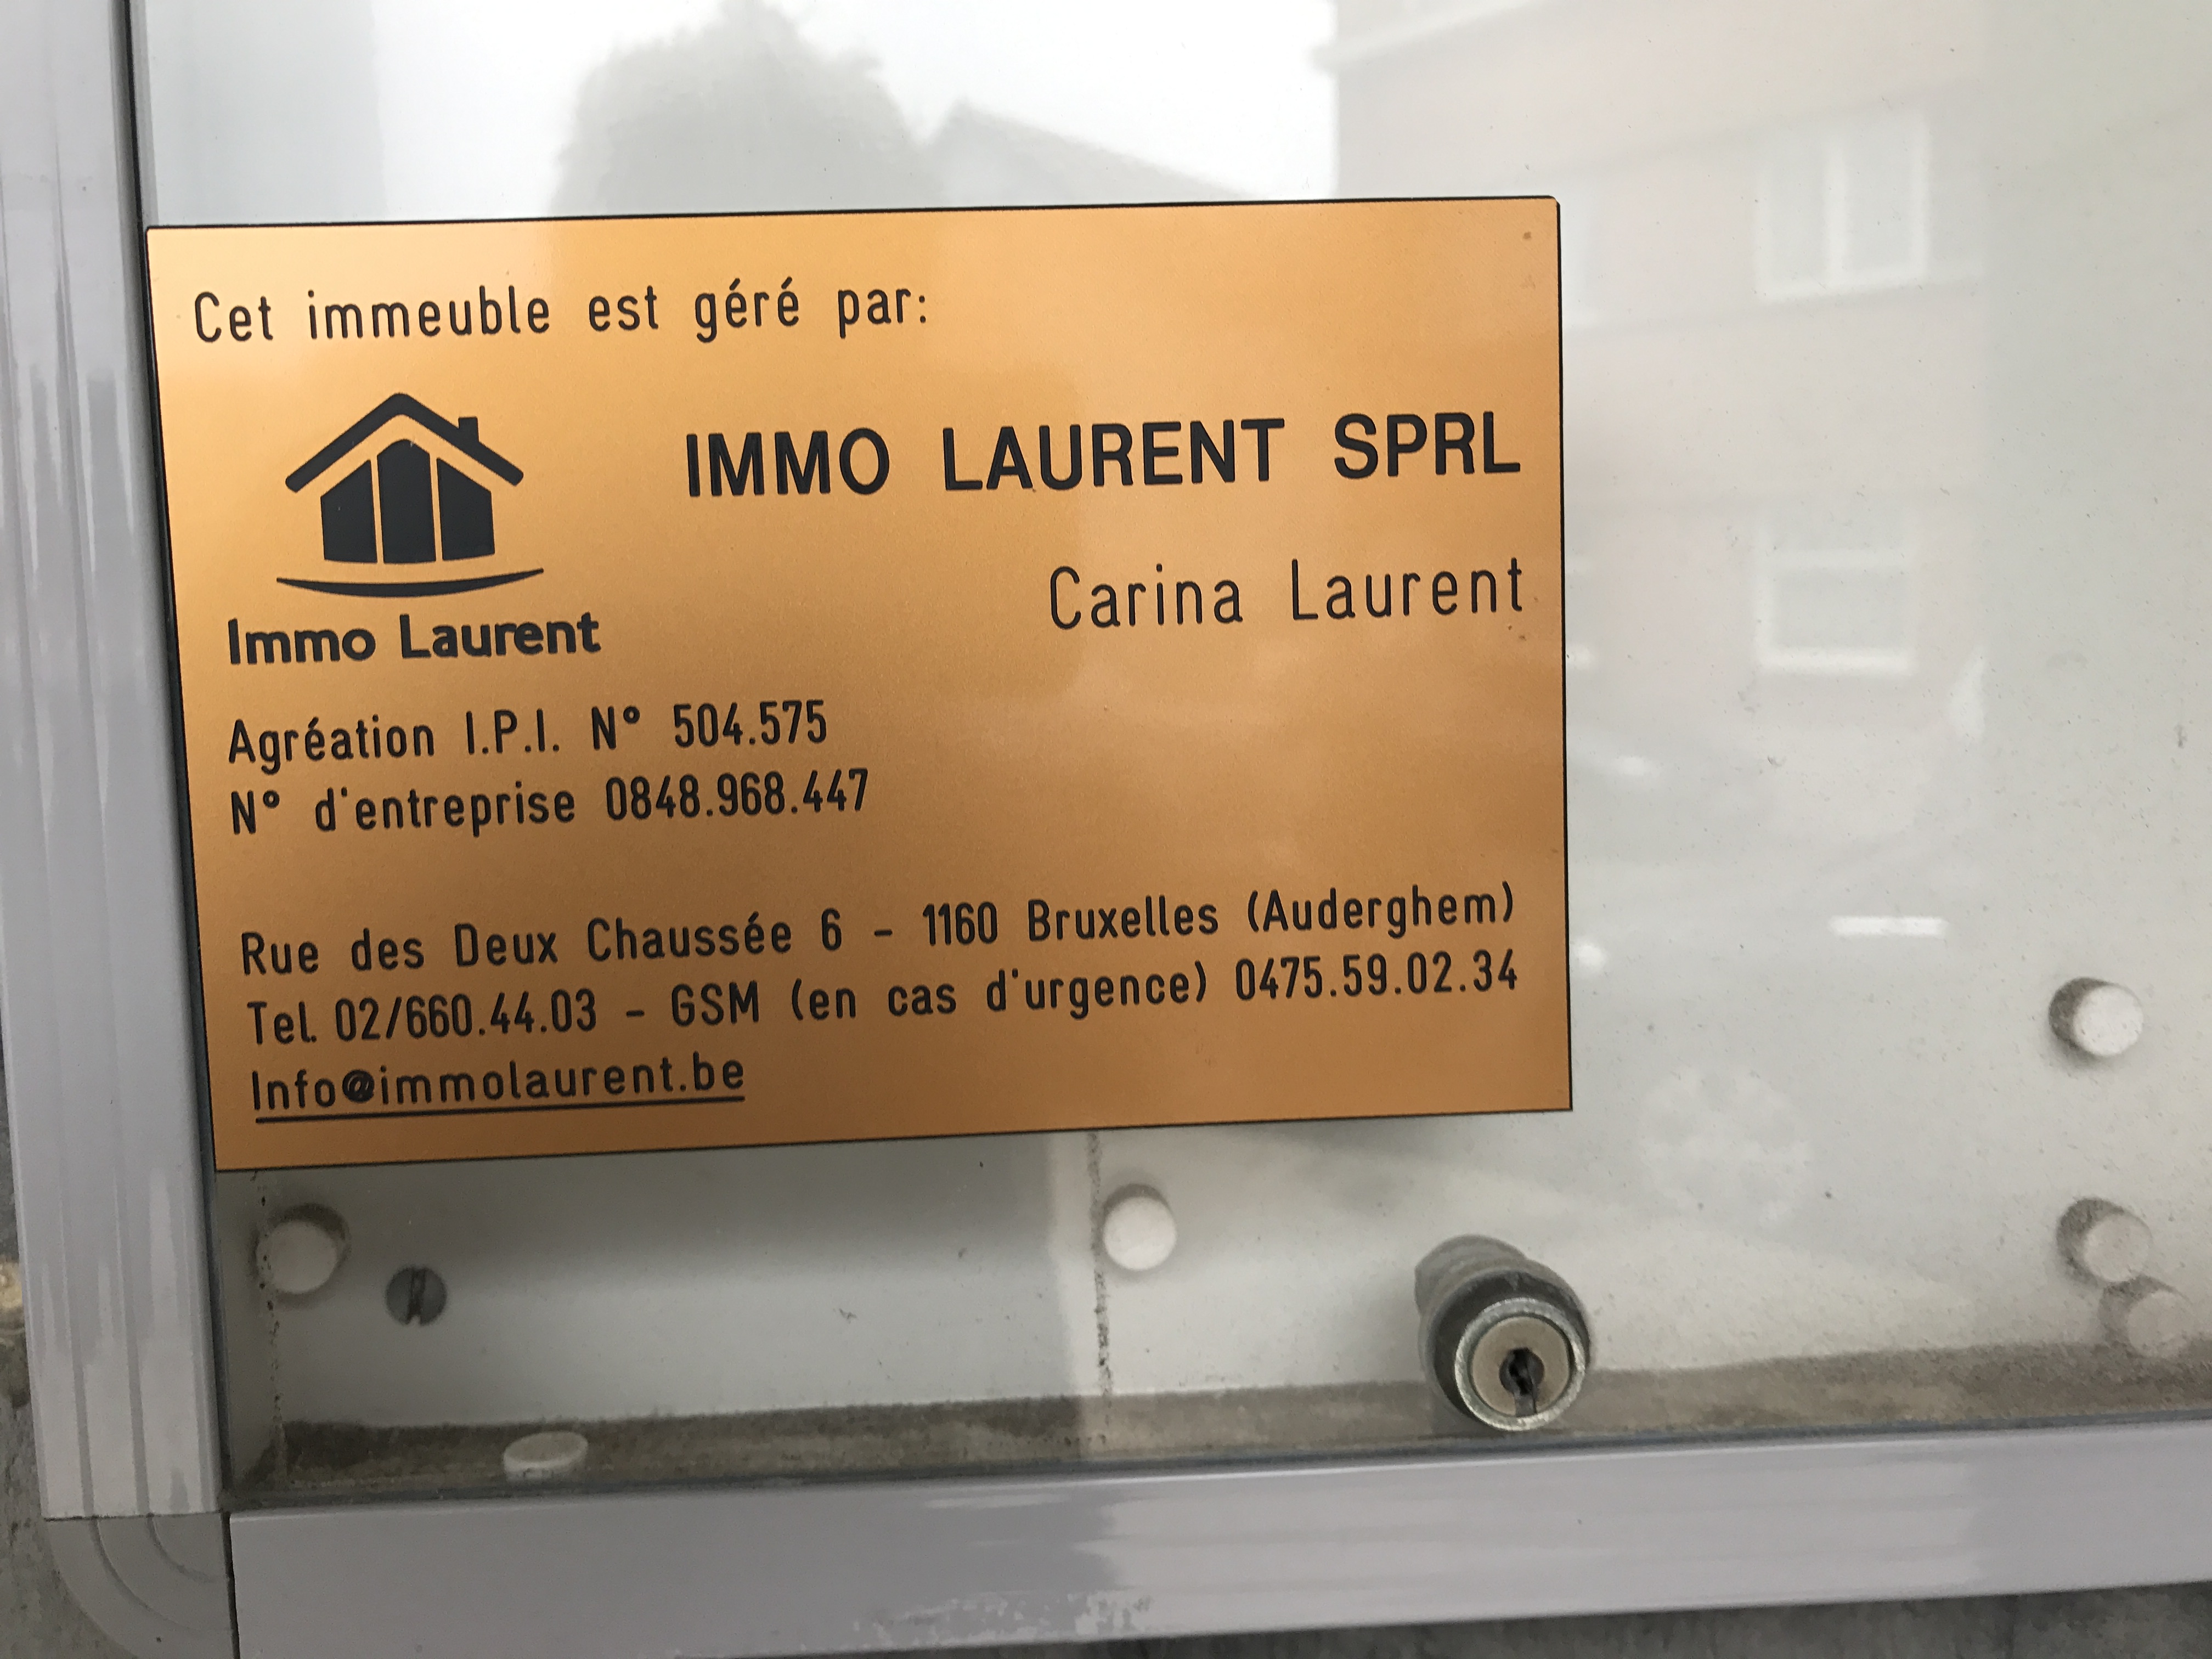 Cet immeuble est géré par:
IMMO LAURENT SPRL
Carina Laurent
Immo Laurent
Agréation I.P.I. N° 504.575
N° d'entreprise 0848.968.447
Rue des Deux Chaussée 6 - 1160 Bruxelles (Auderghem)
Tel. 02/660.44.03 - GSM (en cas d'urgence) 0475.59.02.34
Info@immolaurent.be